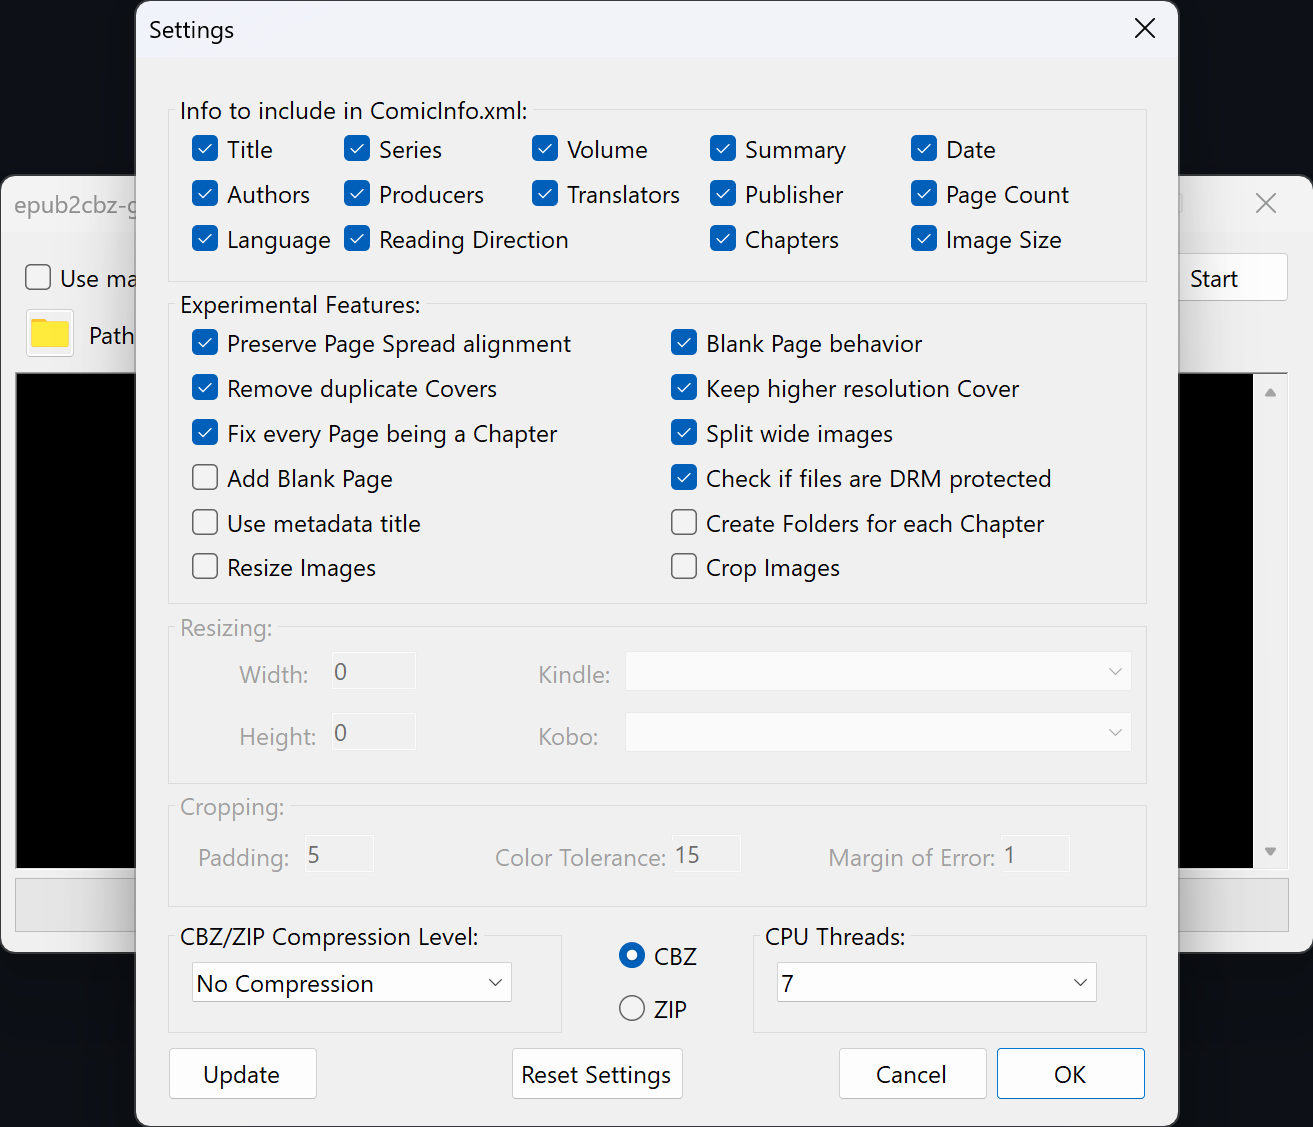 Settings
Info to include in ComicInfo.xml:
Title Series Volume Summary Date
Authors Producers Translators Publisher Page Count
Language Reading Direction Chapters Image Size
epub2cbz-g
Use ma
Start
Path
Experimental Features:
Preserve Page Spread alignment Blank Page behavior
Remove duplicate Covers Keep higher resolution Cover
Fix every Page being a Chapter Split wide images
Add Blank Page Check if files are DRM protected
Use metadata title Create Folders for each Chapter
Resize Images Crop Images
Resizing:
Width: 0 Kindle:
Height: 0 Kobo:
Cropping:
Padding: 5 Color Tolerance: 15 Margin of Error: 1
CBZ/ZIP Compression Level: CPU Threads:
No Compression CBZ 7
ZIP
Update Reset Settings Cancel OK